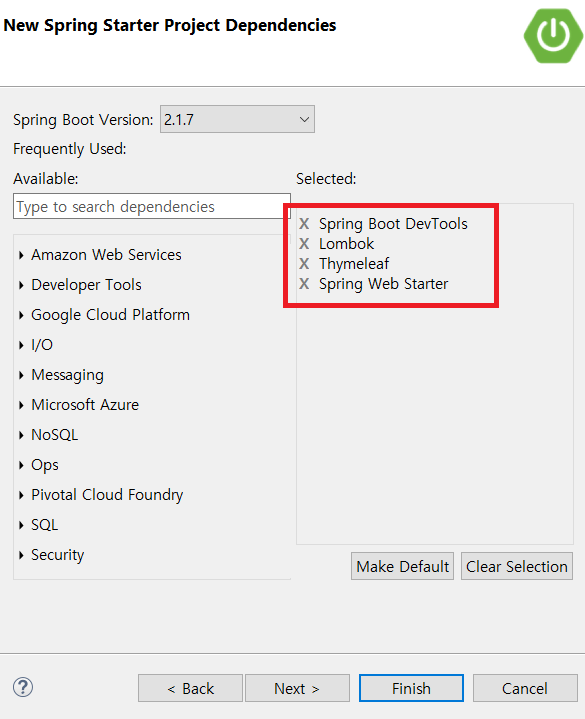 New Spring Starter Project Dependencies
Spring Boot Version: 2.1.7
Frequently Used:
Available:
Type to search dependencies
Amazon Web Services
Developer Tools
Google Cloud Platform
I/O
Messaging
Microsoft Azure
NoSQL
Ops
Pivotal Cloud Foundry
SQL
Security
Selected:
X Spring Boot DevTools
X Lombok
X Thymeleaf
X Spring Web Starter
Make Default
Clear Selection
?
< Back
Next >
Finish
Cancel